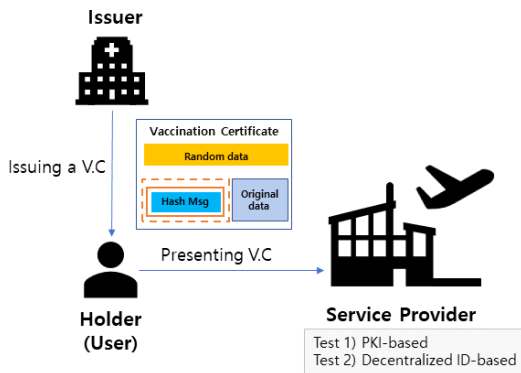 Issuer
Vaccination Certificate
Random data
Issuing a V.C
Hash Msg
Original
data
Presenting V.C
Holder
(User)
Service Provider
Test 1) PKI-based
Test 2) Decentralized ID-based